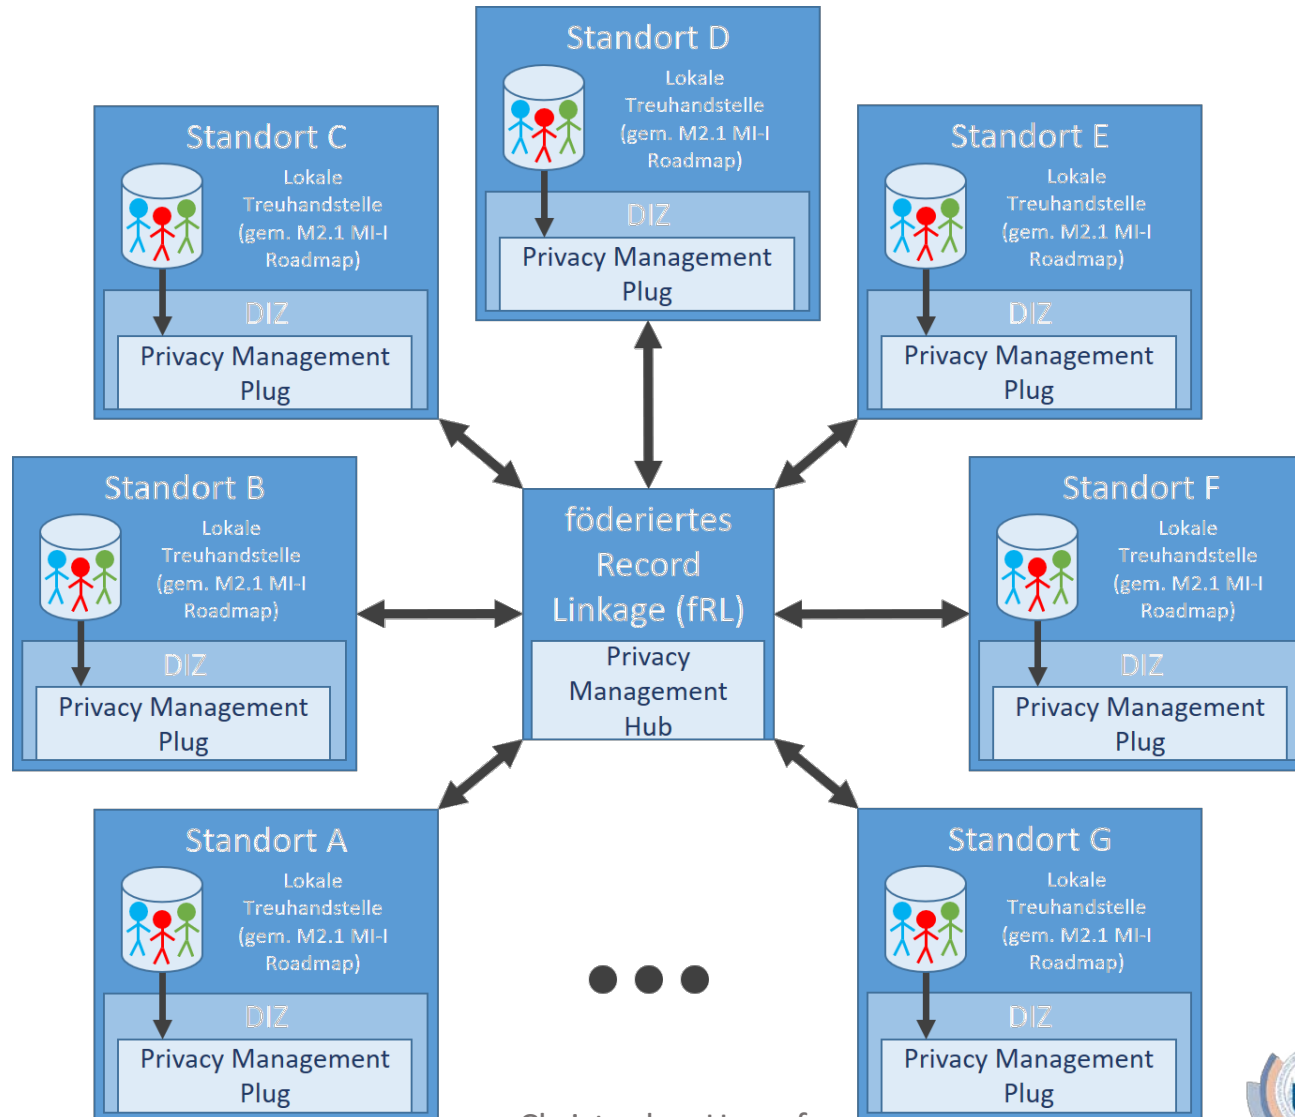 Standort D
Lokale
Treuhandstelle
(gem. M2.1 MI-I
Roadmap)
DIZ
Privacy Management
Plug
Standort C
Lokale
Treuhandstelle
(gem. M2.1 MI-I
Roadmap)
DIZ
Privacy Management
Plug
Standort E
Lokale
Treuhandstelle
(gem. M2.1 MI-I
Roadmap)
DIZ
Privacy Management
Plug
Standort B
Lokale
Treuhandstelle
(gem. M2.1 MI-I
Roadmap)
DIZ
Privacy Management
Plug
föderiertes
Record
Linkage (fRL)
Privacy
Management
Hub
Standort F
Lokale
Treuhandstelle
(gem. M2.1 MI-I
Roadmap)
DIZ
Privacy Management
Plug
Standort A
Lokale
Treuhandstelle
(gem. M2.1 MI-I
Roadmap)
DIZ
Privacy Management
Plug
Standort G
Lokale
Treuhandstelle
(gem. M2.1 MI-I
Roadmap)
DIZ
Privacy Management
Plug